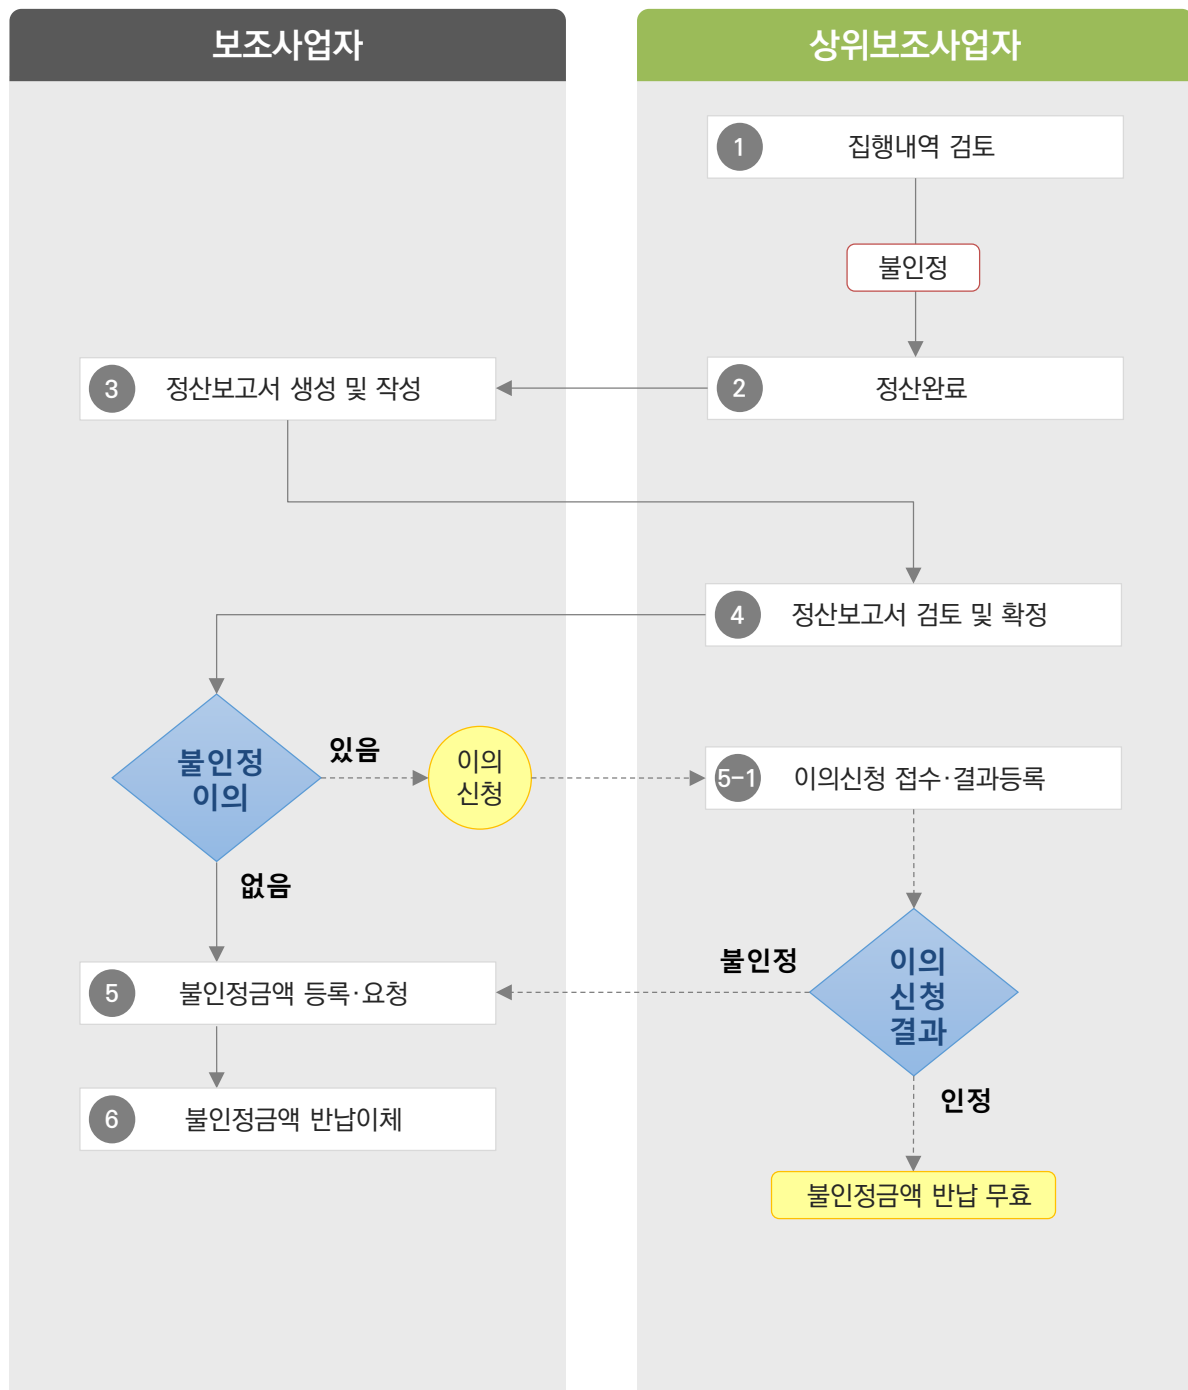 보조사업자
상위보조사업자
1 집행내역 검토
불인정
3 정산보고서 생성 및 작성
2 정산완료
4 정산보고서 검토 및 확정
불인정
이의
있음
이의
신청
5-1 이의신청 접수·결과등록
없음
불인정
이의
신청
결과
5 불인정금액 등록·요청
인정
6 불인정금액 반납이체
불인정금액 반납 무효